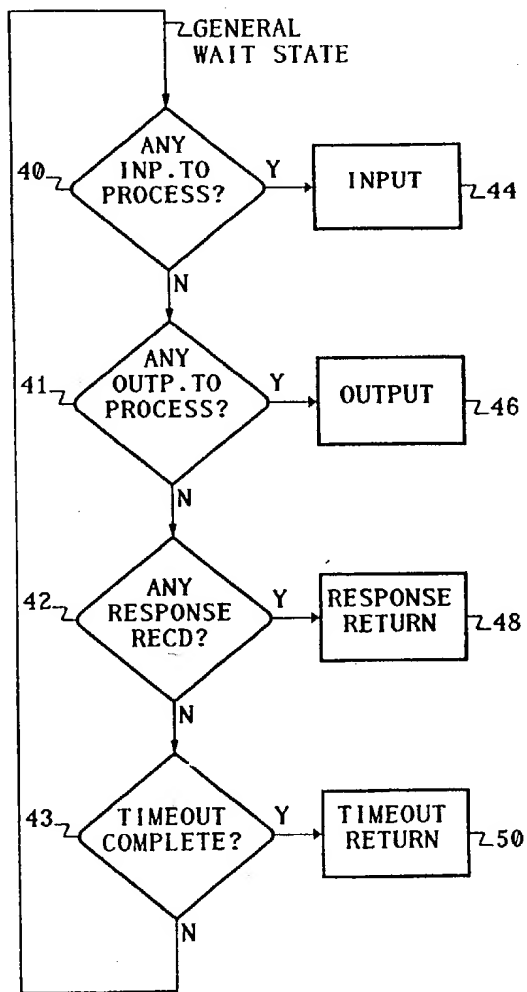 GENERAL
WAIT STATE
40
ANY
INP.TO
PROCESS?
Y
INPUT
44
N
41
ANY
OUTP.TO
PROCESS?
Y
OUTPUT
46
N
42
ANY
RESPONSE
RECD?
Y
RESPONSE
RETURN
48
N
43
TIMEOUT
COMPLETE?
Y
TIMEOUT
RETURN
50
N